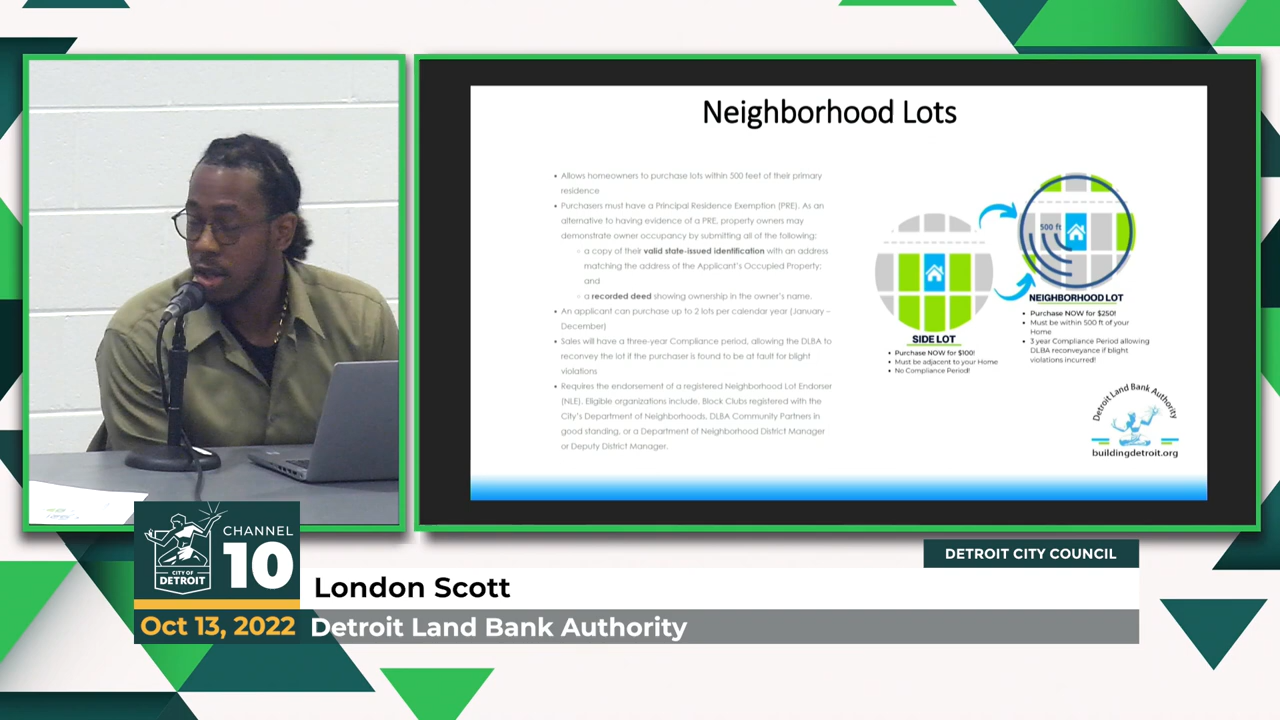 Neighborhood Lots
• Allows homeowners to purchase lots within 500 feet of their primary
residence
• Purchasers must have a Principal Residence Exemption (PRE). As an
alternative to having evidence of a PRE, property owners may
demonstrate owner occupancy by submitting all of the following:
○ a copy of their valid state-issued identification with an address
matching the address of the Applicant's Occupied Property;
and
○ a recorded deed showing ownership in the owner's name.
• An applicant can purchase up to 2 lots per calendar year (January –
December)
• Sales will have a three-year Compliance period, allowing the DLBA to
reconvey the lot if the purchaser is found to be at fault for blight
violations
• Requires the endorsement of a registered Neighborhood Lot Endorser
(NLE). Eligible organizations include, Block Clubs registered with the
City's Department of Neighborhoods, DLBA Community Partners in
good standing, or a Department of Neighborhood District Manager
or Deputy District Manager.
SIDE LOT
• Purchase NOW for $100!
• Must be adjacent to your Home
• No Compliance Period!
500 ft
NEIGHBORHOOD LOT
• Purchase NOW for $250!
• Must be within 500 ft of your
Home
• 3 year Compliance Period allowing
DLBA reconveyance if blight
violations incurred!
Detroit Land Bank Authority
buildingdetroit.org
CITY OF
DETROIT
CHANNEL
10
DETROIT CITY COUNCIL
London Scott
Oct 13, 2022
Detroit Land Bank Authority